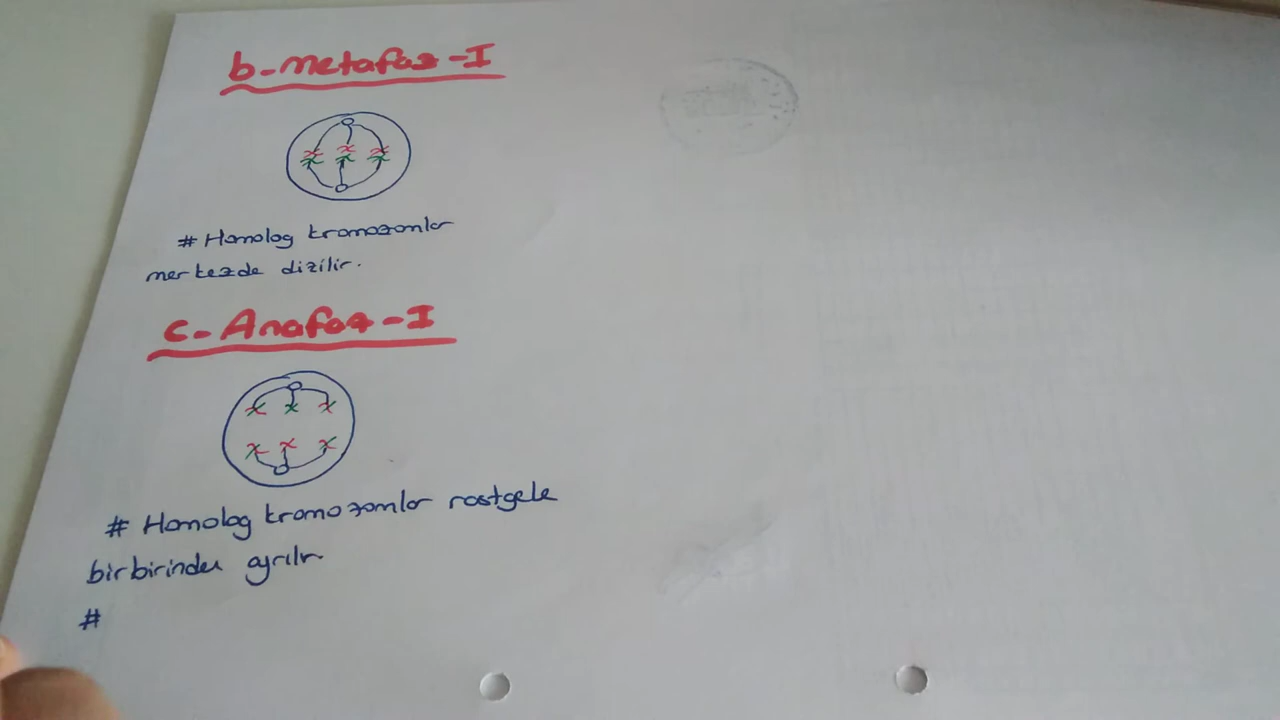 b-Metafaz-I
# Homolog kromozomlar
merkezde dizilir.
c-Anafaz-I
# Homolog kromozomlar rastgele
birbirinden ayrılır.
#